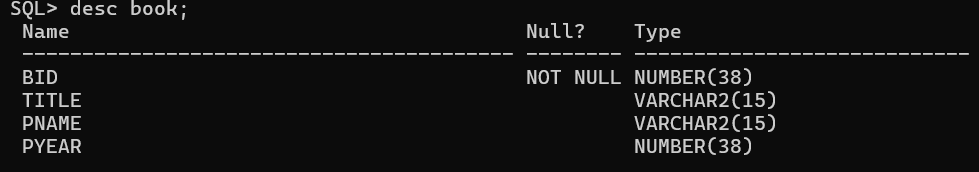 SQL> desc book;
Name Null? Type
----------------------------------------- -------- ----------------------------
BID NOT NULL NUMBER(38)
TITLE VARCHAR2(15)
PNAME VARCHAR2(15)
PYEAR NUMBER(38)